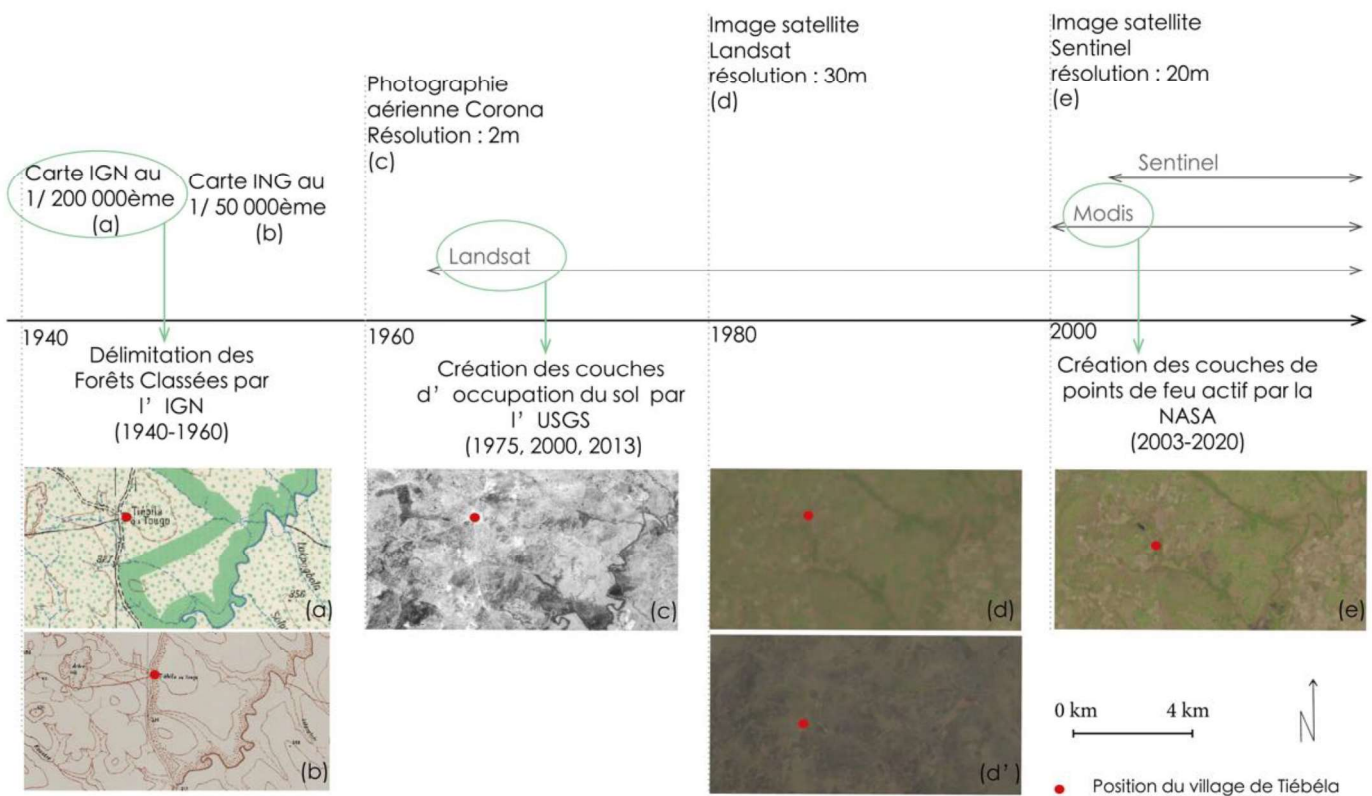 Image satellite
Landsat
résolution : 30m
(d)
Image satellite
Sentinel
résolution : 20m
(e)
Photographie
aérienne Corona
Résolution : 2m
(c)
Carte IGN au
1/ 200 000ème
(a)
Carte ING au
1/ 50 000ème
(b)
Sentinel
Modis
Landsat
1940
1960
1980
2000
Délimitation des
Forêts Classées par
l' IGN
(1940-1960)
Création des couches
d' occupation du sol par
l' USGS
(1975, 2000, 2013)
Création des couches de
points de feu actif par la
NASA
(2003-2020)
Tiébila
(a)
(b)
(c)
(d)
(d')
(e)
0 km
4 km
N
Position du village de Tiébéla